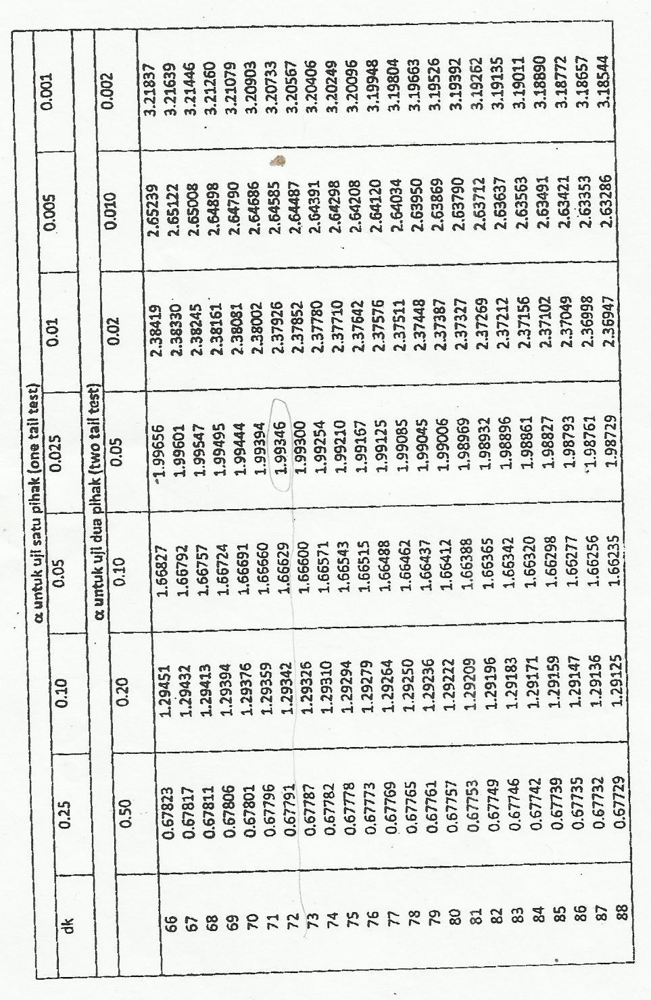 α untuk uji satu pihak (one tail test)
dk 0.25 0.10 0.05 0.025 0.01 0.005 0.001
α untuk uji dua pihak (two tail test)
0.50 0.20 0.10 0.05 0.02 0.010 0.002
66 0.67823 1.29451 1.66827 1.99656 2.38419 2.65239 3.21837
67 0.67817 1.29432 1.66792 1.99601 2.38330 2.65122 3.21639
68 0.67811 1.29413 1.66757 1.99547 2.38245 2.65008 3.21446
69 0.67806 1.29394 1.66724 1.99495 2.38161 2.64898 3.21260
70 0.67801 1.29376 1.66691 1.99444 2.38081 2.64790 3.21079
71 0.67796 1.29359 1.66660 1.99394 2.38002 2.64686 3.20903
72 0.67791 1.29342 1.66629 1.99346 2.37926 2.64585 3.20733
73 0.67787 1.29326 1.66600 1.99300 2.37852 2.64487 3.20567
74 0.67782 1.29310 1.66571 1.99254 2.37780 2.64391 3.20406
75 0.67778 1.29294 1.66543 1.99210 2.37710 2.64298 3.20249
76 0.67773 1.29279 1.66515 1.99167 2.37642 2.64208 3.20096
77 0.67769 1.29264 1.66488 1.99125 2.37576 2.64120 3.19948
78 0.67765 1.29250 1.66462 1.99085 2.37511 2.64034 3.19804
79 0.67761 1.29236 1.66437 1.99045 2.37448 2.63950 3.19663
80 0.67757 1.29222 1.66412 1.99006 2.37387 2.63869 3.19526
81 0.67753 1.29209 1.66388 1.98969 2.37327 2.63790 3.19392
82 0.67749 1.29196 1.66365 1.98932 2.37269 2.63712 3.19262
83 0.67746 1.29183 1.66342 1.98896 2.37212 2.63637 3.19135
84 0.67742 1.29171 1.66320 1.98861 2.37156 2.63563 3.19011
85 0.67739 1.29159 1.66298 1.98827 2.37102 2.63491 3.18890
86 0.67735 1.29147 1.66277 1.98793 2.37049 2.63421 3.18772
87 0.67732 1.29136 1.66256 1.98761 2.36998 2.63353 3.18657
88 0.67729 1.29125 1.66235 1.98729 2.36947 2.63286 3.18544